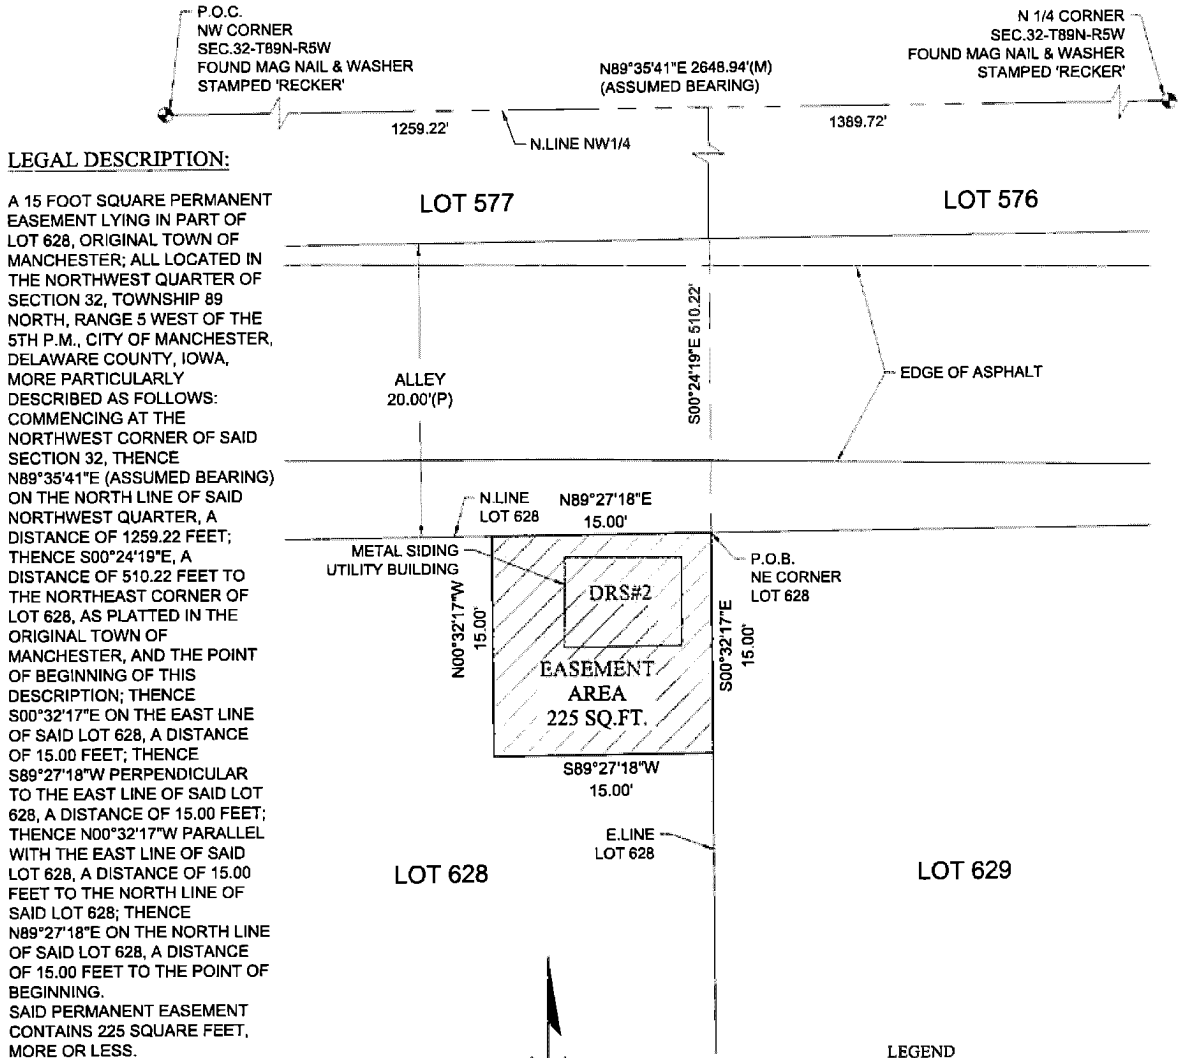 P.O.C.
NW CORNER
SEC.32-T89N-R5W
FOUND MAG NAIL & WASHER
STAMPED 'RECKER'
N89°35'41"E 2648.94'(M)
(ASSUMED BEARING)
N 1/4 CORNER
SEC.32-T89N-R5W
FOUND MAG NAIL & WASHER
STAMPED 'RECKER'
1259.22'
N.LINE NW1/4
1389.72'
LEGAL DESCRIPTION:
A 15 FOOT SQUARE PERMANENT
EASEMENT LYING IN PART OF
LOT 628, ORIGINAL TOWN OF
MANCHESTER; ALL LOCATED IN
THE NORTHWEST QUARTER OF
SECTION 32, TOWNSHIP 89
NORTH, RANGE 5 WEST OF THE
5TH P.M., CITY OF MANCHESTER,
DELAWARE COUNTY, IOWA,
MORE PARTICULARLY
DESCRIBED AS FOLLOWS:
COMMENCING AT THE
NORTHWEST CORNER OF SAID
SECTION 32, THENCE
N89°35'41"E (ASSUMED BEARING)
ON THE NORTH LINE OF SAID
NORTHWEST QUARTER, A
DISTANCE OF 1259.22 FEET;
THENCE S00°24'19"E, A
DISTANCE OF 510.22 FEET TO
THE NORTHEAST CORNER OF
LOT 628, AS PLATTED IN THE
ORIGINAL TOWN OF
MANCHESTER, AND THE POINT
OF BEGINNING OF THIS
DESCRIPTION; THENCE
S00°32'17"E ON THE EAST LINE
OF SAID LOT 628, A DISTANCE
OF 15.00 FEET; THENCE
S89°27'18"W PERPENDICULAR
TO THE EAST LINE OF SAID LOT
628, A DISTANCE OF 15.00 FEET;
THENCE N00°32'17"W PARALLEL
WITH THE EAST LINE OF SAID
LOT 628, A DISTANCE OF 15.00
FEET TO THE NORTH LINE OF
SAID LOT 628; THENCE
N89°27'18"E ON THE NORTH LINE
OF SAID LOT 628, A DISTANCE
OF 15.00 FEET TO THE POINT OF
BEGINNING.
SAID PERMANENT EASEMENT
CONTAINS 225 SQUARE FEET,
MORE OR LESS.
LOT 577
LOT 576
S00°24'19"E 510.22'
ALLEY
20.00'(P)
EDGE OF ASPHALT
N.LINE
LOT 628
N89°27'18"E
15.00'
METAL SIDING
UTILITY BUILDING
P.O.B.
NE CORNER
LOT 628
DRS#2
N00°32'17"W
15.00'
S00°32'17"E
15.00'
EASEMENT
AREA
225 SQ.FT.
S89°27'18"W
15.00'
E.LINE
LOT 628
LOT 628
LOT 629
LEGEND